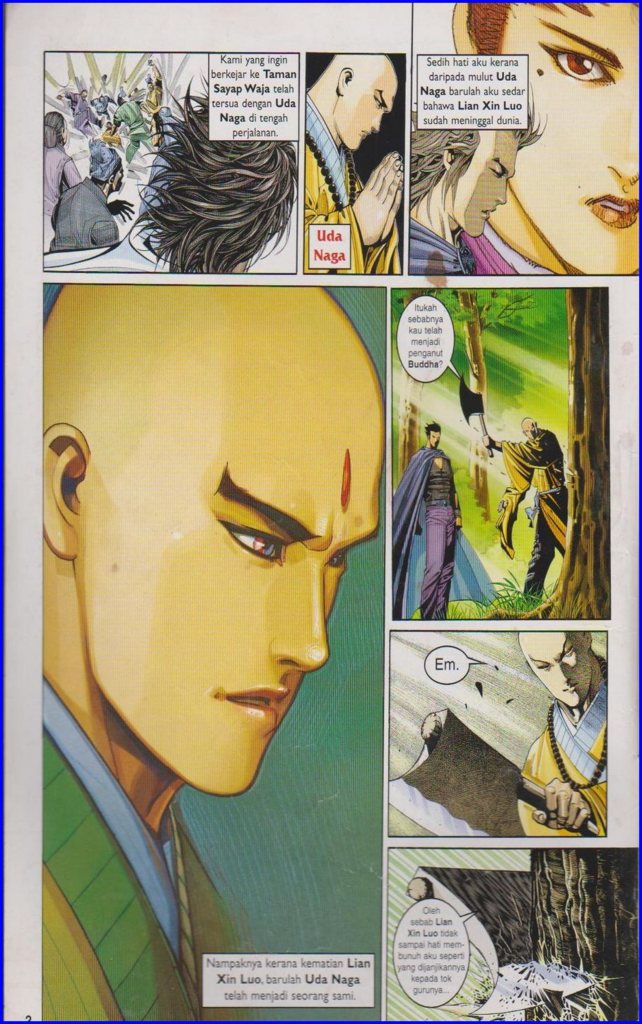 Kami yang ingin
berkejar ke Taman
Sayap Waja telah
tersua dengan Uda
Naga di tengah
perjalanan.
Uda
Naga
Sedih hati aku kerana
daripada mulut Uda
Naga barulah aku sedar
bahawa Lian Xin Luo
sudah meninggal dunia.
Nampaknya kerana kematian Lian
Xin Luo, barulah Uda Naga
telah menjadi seorang sami.
Itukah
sebabnya
kau telah
menjadi
penganut
Buddha?
Em.
Oleh
sebab Lian
Xin Luo tidak
sampai hati mem-
bunuh aku seperti
yang dijanjikannya
kepada tok
gurunya...
2